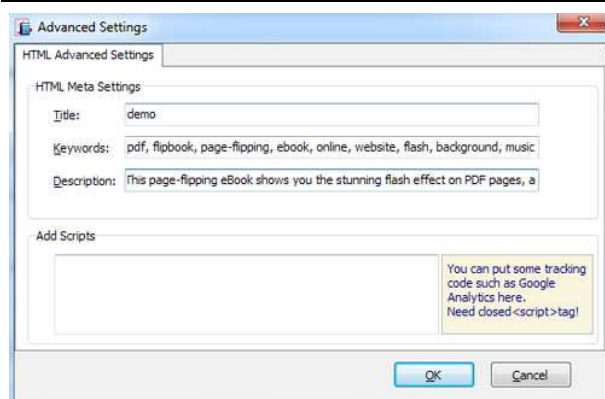 Advanced Settings
HTML Advanced Settings
HTML Meta Settings
Title: demo
Keywords: pdf, flipbook, page-flipping, ebook, online, website, flash, background, music
Description: This page-flipping eBook shows you the stunning flash effect on PDF pages, a
Add Scripts
You can put some tracking
code such as Google
Analytics here.
Need closed<script>tag!
OK Cancel